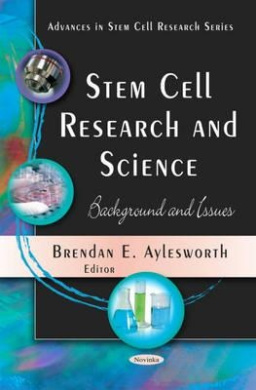 Advances in Stem Cell Research Series
Stem Cell
Research and
Science
Background and Issues
Brendan E. Aylesworth
Editor
Novinka